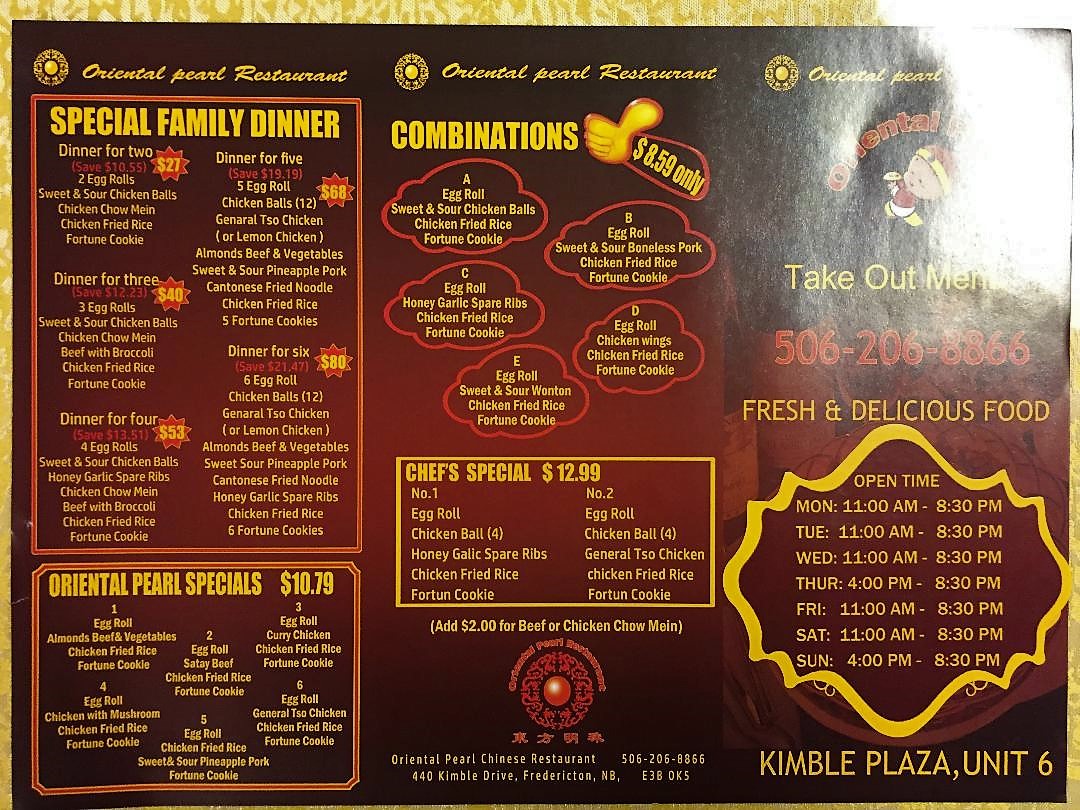 Oriental pearl Restaurant
SPECIAL FAMILY DINNER
Dinner for two
(Save $10.55) $27
2 Egg Rolls
Sweet & Sour Chicken Balls
Chicken Chow Mein
Chicken Fried Rice
Fortune Cookie
Dinner for three
(Save $12.23) $40
3 Egg Rolls
Sweet & Sour Chicken Balls
Chicken Chow Mein
Beef with Broccoli
Chicken Fried Rice
Fortune Cookie
Dinner for four
(Save $13.51) $53
4 Egg Rolls
Sweet & Sour Chicken Balls
Honey Garlic Spare Ribs
Chicken Chow Mein
Beef with Broccoli
Chicken Fried Rice
Fortune Cookie
Dinner for five
(Save $19.19)
5 Egg Roll $68
Chicken Balls (12)
Genaral Tso Chicken
( or Lemon Chicken )
Almonds Beef & Vegetables
Sweet & Sour Pineapple Pork
Cantonese Fried Noodle
Chicken Fried Rice
5 Fortune Cookies
Dinner for six
(Save $21.47) $80
6 Egg Roll
Chicken Balls (12)
Genaral Tso Chicken
( or Lemon Chicken )
Almonds Beef & Vegetables
Sweet Sour Pineapple Pork
Cantonese Fried Noodle
Honey Garlic Spare Ribs
Chicken Fried Rice
6 Fortune Cookies
ORIENTAL PEARL SPECIALS $10.79
1
Egg Roll
Almonds Beef& Vegetables
Chicken Fried Rice
Fortune Cookie
2
Egg Roll
Satay Beef
Chicken Fried Rice
Fortune Cookie
3
Egg Roll
Curry Chicken
Chicken Fried Rice
Fortune Cookie
4
Egg Roll
Chicken with Mushroom
Chicken Fried Rice
Fortune Cookie
5
Egg Roll
Chicken Fried Rice
Sweet& Sour Pineapple Pork
Fortune Cookie
6
Egg Roll
General Tso Chicken
Chicken Fried Rice
Fortune Cookie
Oriental pearl Restaurant
COMBINATIONS
$8.59 only
A
Egg Roll
Sweet & Sour Chicken Balls
Chicken Fried Rice
Fortune Cookie
B
Egg Roll
Sweet & Sour Boneless Pork
Chicken Fried Rice
Fortune Cookie
C
Egg Roll
Honey Garlic Spare Ribs
Chicken Fried Rice
Fortune Cookie
D
Egg Roll
Chicken wings
Chicken Fried Rice
Fortune Cookie
E
Egg Roll
Sweet & Sour Wonton
Chicken Fried Rice
Fortune Cookie
CHEF'S SPECIAL $ 12.99
No.1
Egg Roll
Chicken Ball (4)
Honey Galic Spare Ribs
Chicken Fried Rice
Fortun Cookie
No.2
Egg Roll
Chicken Ball (4)
General Tso Chicken
chicken Fried Rice
Fortun Cookie
(Add $2.00 for Beef or Chicken Chow Mein)
Oriental Pearl Restaurant
東方明珠
Oriental Pearl Chinese Restaurant 506-206-8866
440 Kimble Drive, Fredericton, NB, E3B 0K5
Oriental pearl
Oriental
Take Out Menu
506-206-8866
FRESH & DELICIOUS FOOD
OPEN TIME
MON: 11:00 AM - 8:30 PM
TUE: 11:00 AM - 8:30 PM
WED: 11:00 AM - 8:30 PM
THUR: 4:00 PM - 8:30 PM
FRI: 11:00 AM - 8:30 PM
SAT: 11:00 AM - 8:30 PM
SUN: 4:00 PM - 8:30 PM
KIMBLE PLAZA,UNIT 6